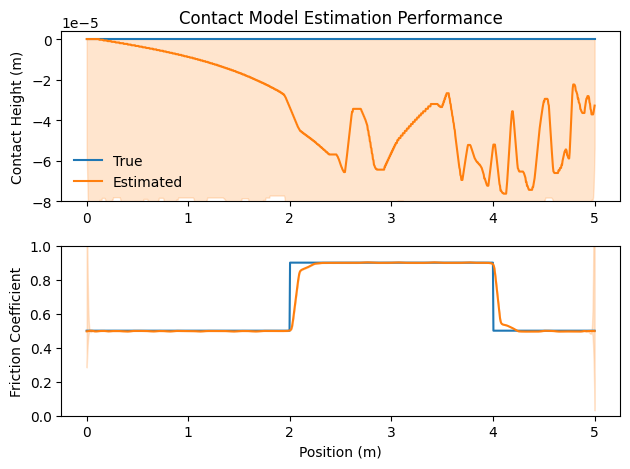 Contact Model Estimation Performance
1e−5
Contact Height (m)
0
−2
−4
−6
−8
True
Estimated
0 1 2 3 4 5
Friction Coefficient
1.0
0.8
0.6
0.4
0.2
0.0
0 1 2 3 4 5
Position (m)